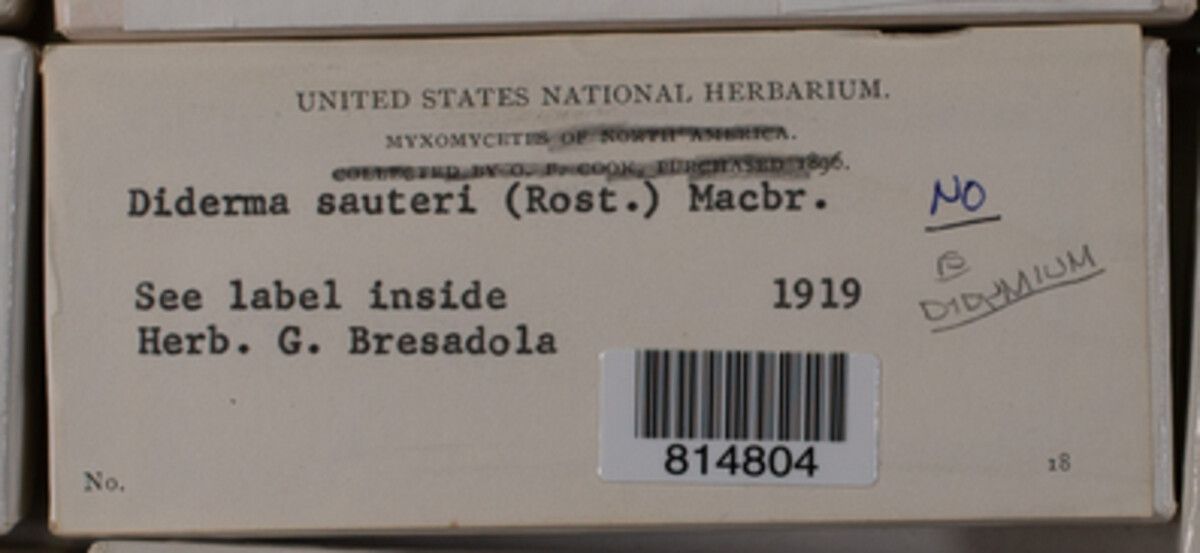 UNITED STATES NATIONAL HERBARIUM.
MYXOMYCETES OF NORTH AMERICA.
COLLECTED BY O. F. COOK, PURCHASED 1896.
Diderma sauteri (Rost.) Macbr.
NO
DIDYMIUM
See label inside 1919
Herb. G. Bresadola
814804
No. 18